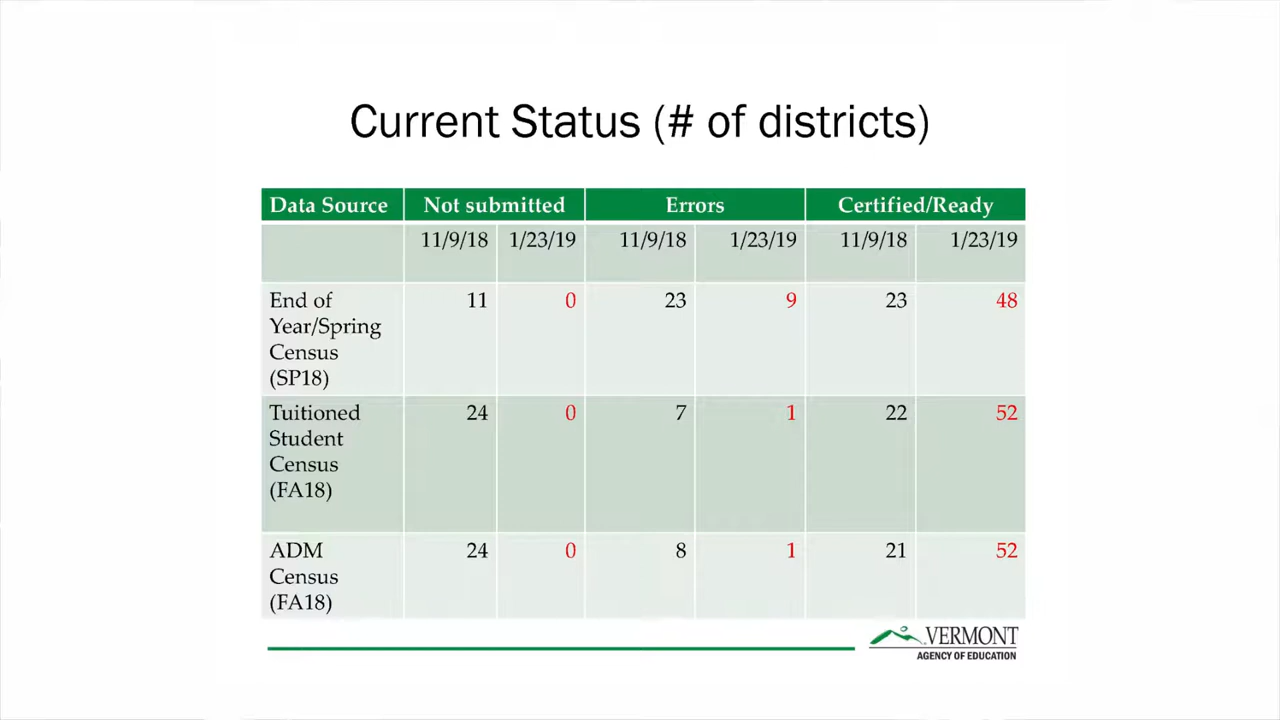 Current Status (# of districts)
Data Source Not submitted Errors Certified/Ready
11/9/18 1/23/19 11/9/18 1/23/19 11/9/18 1/23/19
End of 11 0 23 9 23 48
Year/Spring
Census
(SP18)
Tuitioned 24 0 7 1 22 52
Student
Census
(FA18)
ADM 24 0 8 1 21 52
Census
(FA18)
VERMONT
AGENCY OF EDUCATION